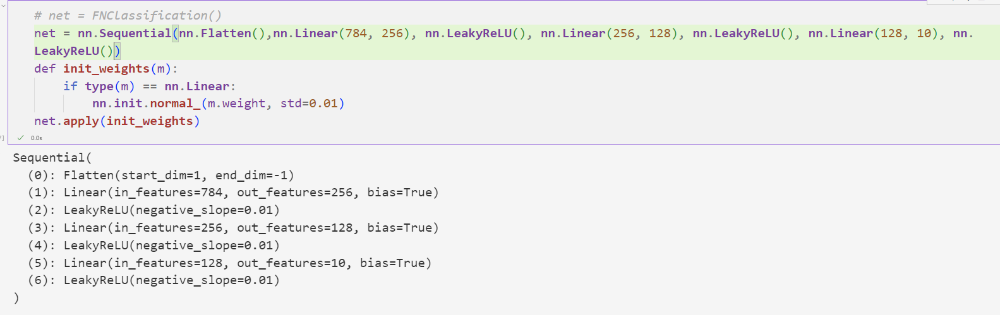 # net = FNClassification()
net = nn.Sequential(nn.Flatten(),nn.Linear(784, 256), nn.LeakyReLU(), nn.Linear(256, 128), nn.LeakyReLU(), nn.Linear(128, 10), nn.
LeakyReLU())
def init_weights(m):
    if type(m) == nn.Linear:
        nn.init.normal_(m.weight, std=0.01)
net.apply(init_weights)
7] ✓ 0.0s
Sequential(
  (0): Flatten(start_dim=1, end_dim=-1)
  (1): Linear(in_features=784, out_features=256, bias=True)
  (2): LeakyReLU(negative_slope=0.01)
  (3): Linear(in_features=256, out_features=128, bias=True)
  (4): LeakyReLU(negative_slope=0.01)
  (5): Linear(in_features=128, out_features=10, bias=True)
  (6): LeakyReLU(negative_slope=0.01)
)